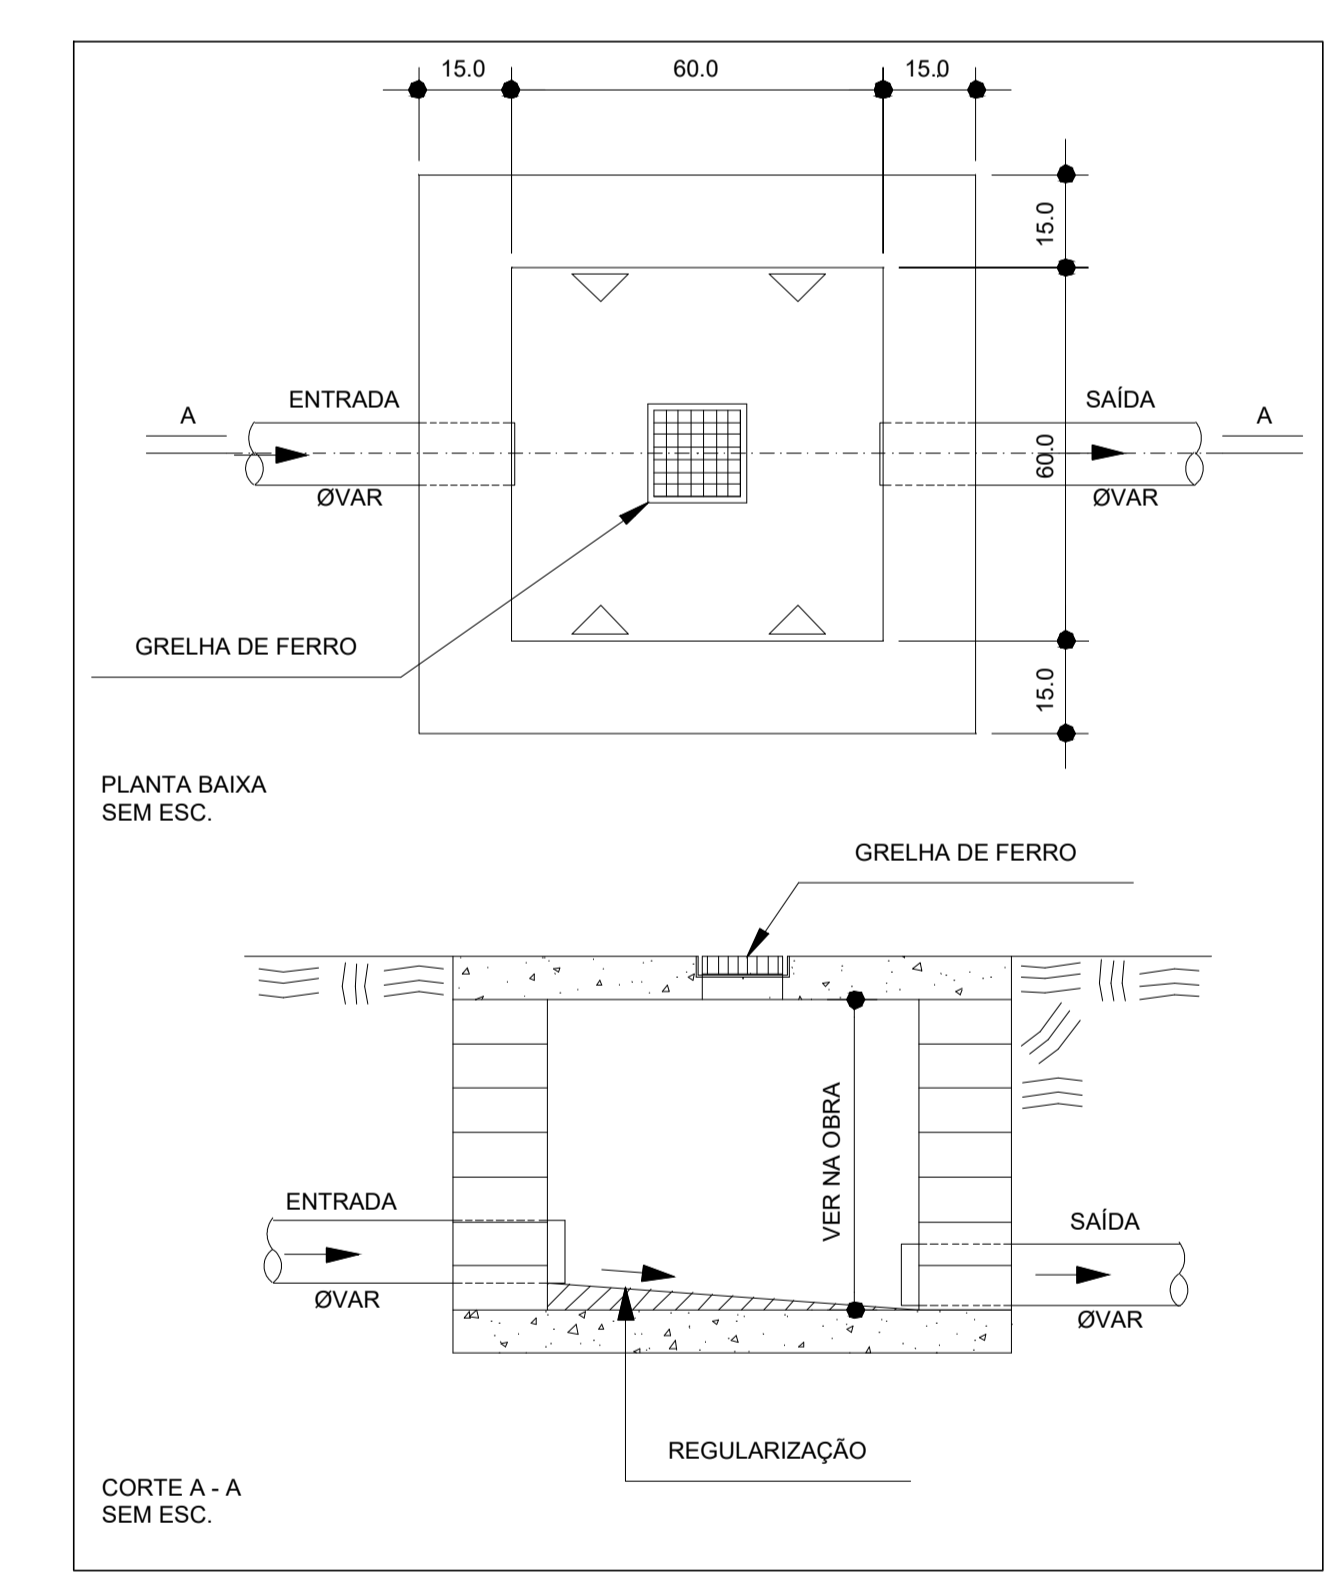 15.0
60.0
15.0
15.0
ENTRADA
SAÍDA
A
A
60.0
ØVAR
ØVAR
GRELHA DE FERRO
15.0
PLANTA BAIXA
SEM ESC.
GRELHA DE FERRO
VER NA OBRA
ENTRADA
SAÍDA
ØVAR
ØVAR
REGULARIZAÇÃO
CORTE A - A
SEM ESC.